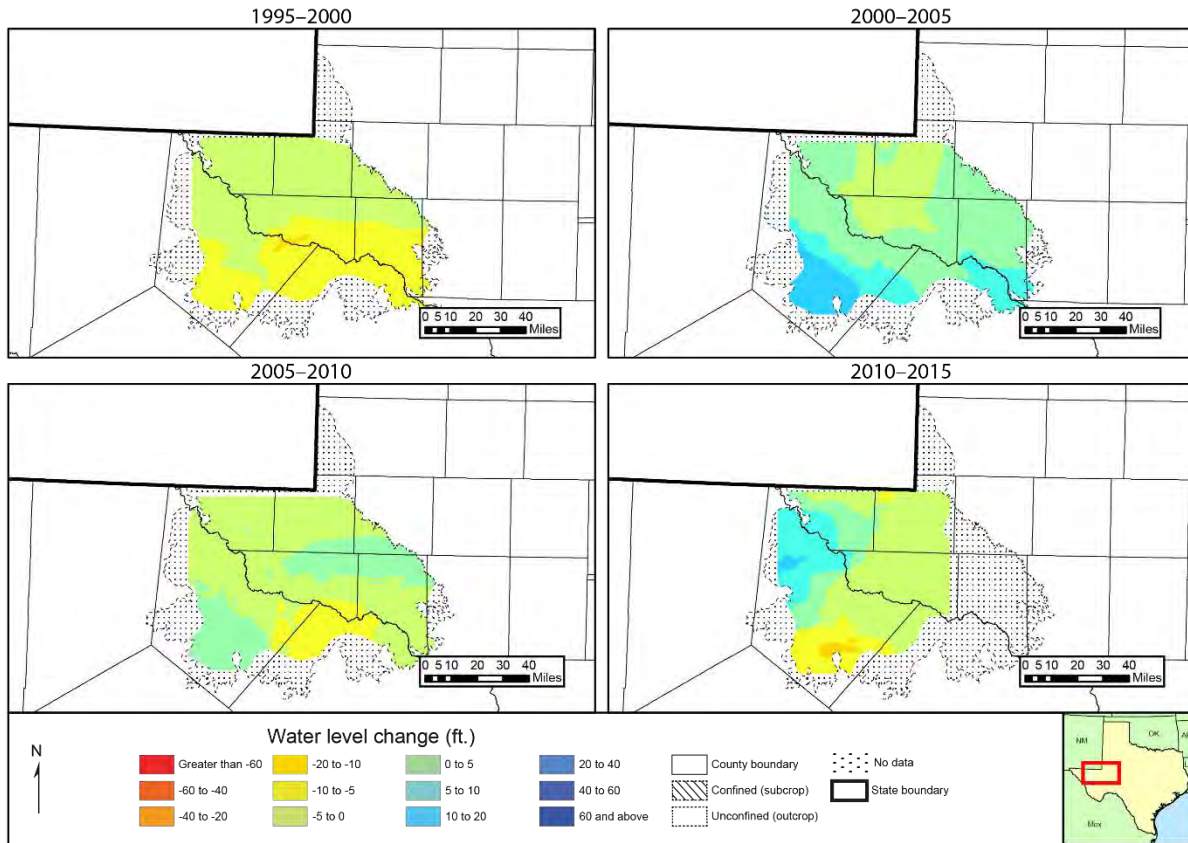 1995–2000
2000–2005
0 5 10 20 30 40
Miles
0 5 10 20 30 40
Miles
2005–2010
2010–2015
0 5 10 20 30 40
Miles
0 5 10 20 30 40
Miles
N
Water level change (ft.)
Greater than -60
-60 to -40
-40 to -20
-20 to -10
-10 to -5
-5 to 0
0 to 5
5 to 10
10 to 20
20 to 40
40 to 60
60 and above
County boundary
Confined (subcrop)
Unconfined (outcrop)
No data
State boundary
NM
OK
Mex